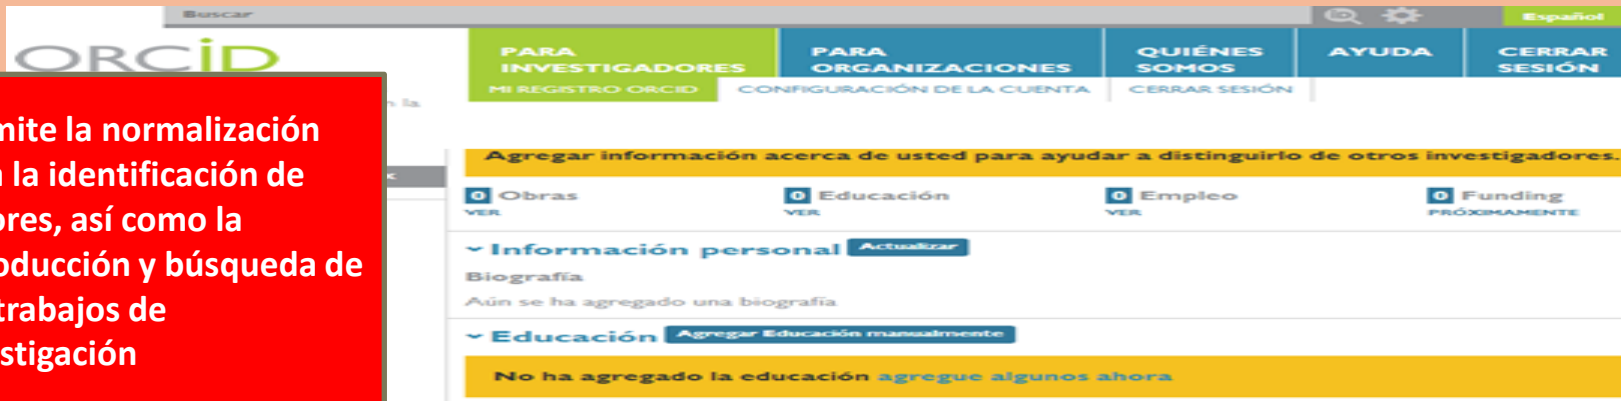 Buscar
Español
ORCiD
PARA INVESTIGADORES
PARA ORGANIZACIONES
QUIÉNES SOMOS
AYUDA
CERRAR SESIÓN
MI REGISTRO ORCID
CONFIGURACIÓN DE LA CUENTA
CERRAR SESIÓN
n la
mite la normalización
la identificación de
ores, así como la
oducción y búsqueda de
trabajos de
estigación
Agregar información acerca de usted para ayudar a distinguirlo de otros investigadores.
0 Obras
VER
0 Educación
VER
0 Empleo
VER
0 Funding
PRÓXIMAMENTE
Información personal Actualizar
Biografía
Aún se ha agregado una biografía
Educación Agregar Educación manualmente
No ha agregado la educación agregue algunos ahora